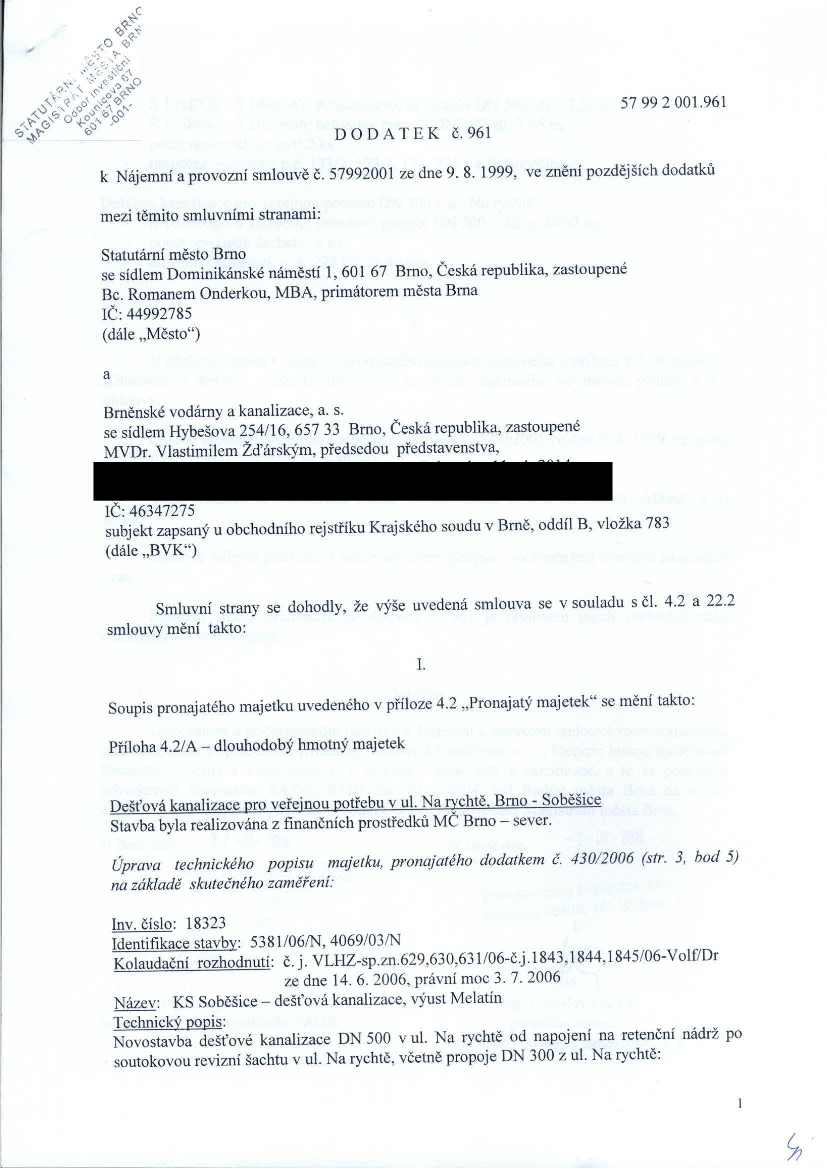 STATUTÁRNÍ MĚSTO BRNO
MAGISTRÁT MĚSTA BRNA
Odbor investiční
Kounicova 67
601 67 BRNO
-001-
57 99 2 001.961
D O D A T E K č. 961
k Nájemní a provozní smlouvě č. 57992001 ze dne 9. 8. 1999, ve znění pozdějších dodatků
mezi těmito smluvními stranami:
Statutární město Brno
se sídlem Dominikánské náměstí 1, 601 67 Brno, Česká republika, zastoupené
Bc. Romanem Onderkou, MBA, primátorem města Brna
IČ: 44992785
(dále „Město“)
a
Brněnské vodárny a kanalizace, a. s.
se sídlem Hybešova 254/16, 657 33 Brno, Česká republika, zastoupené
MVDr. Vlastimilem Žďárským, předsedou představenstva,
IČ: 46347275
subjekt zapsaný u obchodního rejstříku Krajského soudu v Brně, oddíl B, vložka 783
(dále „BVK“)
Smluvní strany se dohodly, že výše uvedená smlouva se v souladu s čl. 4.2 a 22.2
smlouvy mění takto:
I.
Soupis pronajatého majetku uvedeného v příloze 4.2 „Pronajatý majetek“ se mění takto:
Příloha 4.2/A – dlouhodobý hmotný majetek
Dešťová kanalizace pro veřejnou potřebu v ul. Na rychtě, Brno - Soběšice
Stavba byla realizována z finančních prostředků MČ Brno – sever.
Úprava technického popisu majetku, pronajatého dodatkem č. 430/2006 (str. 3, bod 5)
na základě skutečného zaměření:
Inv. číslo: 18323
Identifikace stavby: 5381/06/N, 4069/03/N
Kolaudační rozhodnutí: č. j. VLHZ-sp.zn.629,630,631/06-č.j.1843,1844,1845/06-Volf/Dr
ze dne 14. 6. 2006, právní moc 3. 7. 2006
Název: KS Soběšice – dešťová kanalizace, výust Melatín
Technický popis:
Novostavba dešťové kanalizace DN 500 v ul. Na rychtě od napojení na retenční nádrž po
soutokovou revizní šachtu v ul. Na rychtě, včetně propoje DN 300 z ul. Na rychtě:
1